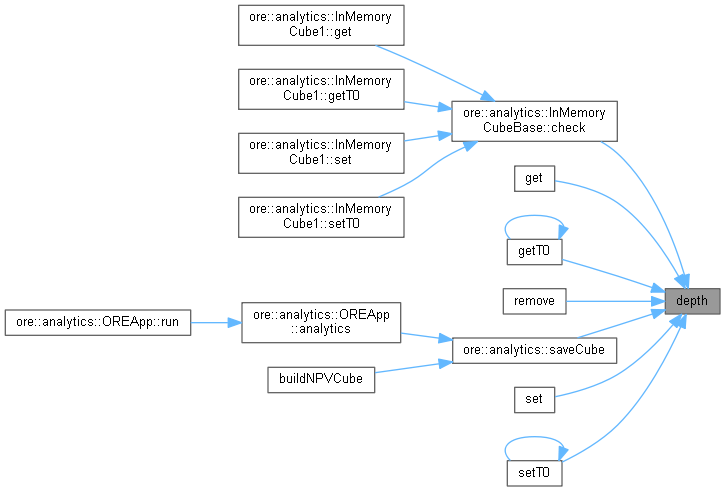 ore::analytics::InMemory
Cube1::get
ore::analytics::InMemory
Cube1::getT0
ore::analytics::InMemory
CubeBase::check
ore::analytics::InMemory
Cube1::set
get
ore::analytics::InMemory
Cube1::setT0
getT0
remove
depth
ore::analytics::OREApp::run
ore::analytics::OREApp
::analytics
ore::analytics::saveCube
buildNPVCube
set
setT0